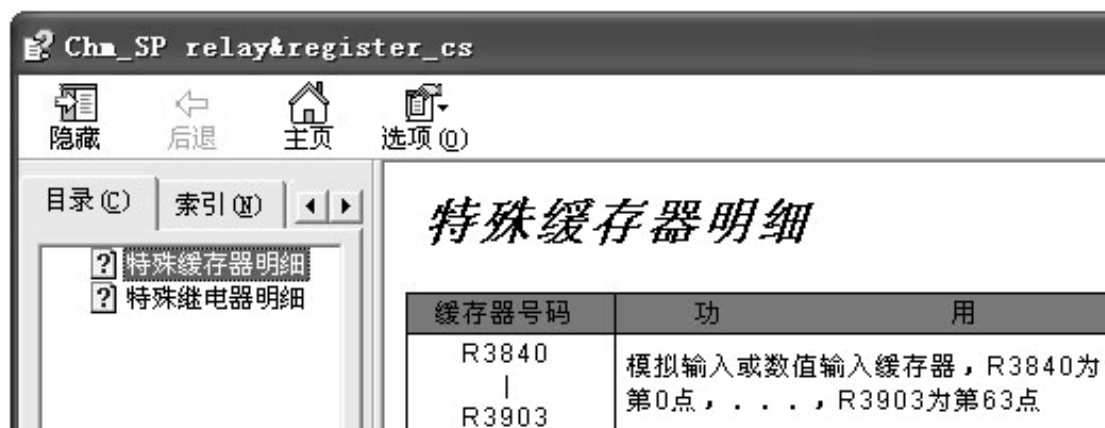 Chm_SP relay&register_cs
隐藏 后退 主页 选项(O)
目录(C) 索引(N)
特殊缓存器明细
特殊继电器明细
特殊缓存器明细
缓存器号码 功 用
R3840
|
R3903
模拟输入或数值输入缓存器，R3840为
第0点，....，R3903为第63点